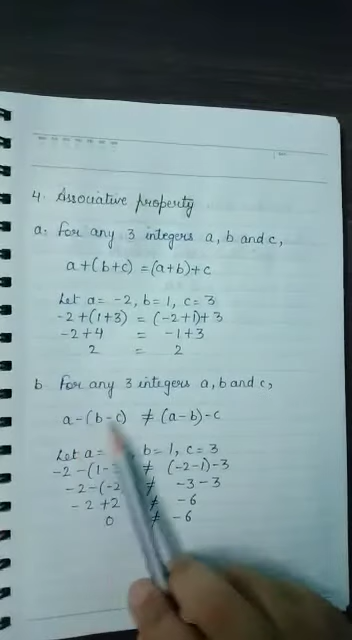 4. Associative property
a. For any 3 integers a, b and c,
a+(b+c) = (a+b)+c
Let a= -2, b= 1, c= 3
-2+(1+3) = (-2+1)+3
-2+4 = -1+3
2 = 2
b For any 3 integers a, b and c,
a-(b-c) ≠ (a-b)-c
Let a= , b= 1, c= 3
-2-(1- ≠ (-2-1)-3
-2-(-2 ≠ -3-3
-2+2 ≠ -6
0 ≠ -6